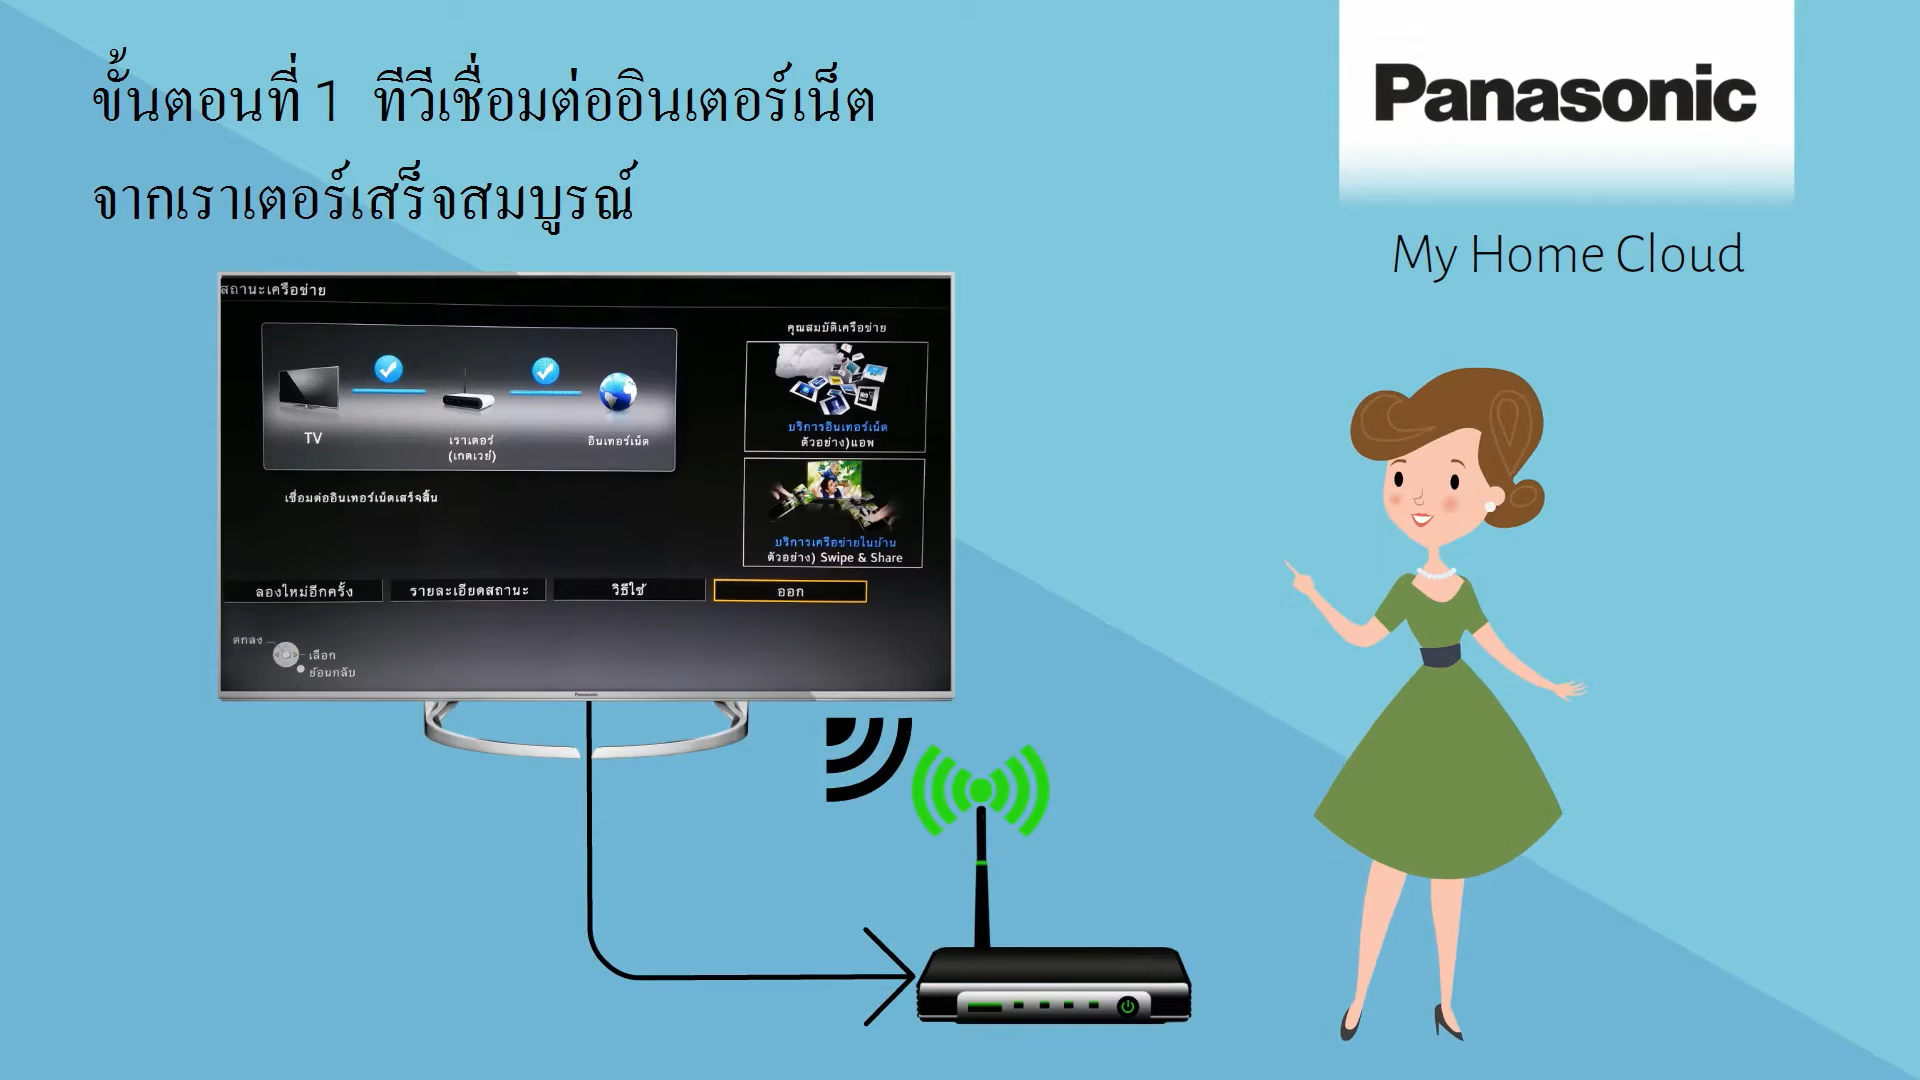 ขั้นตอนที่ 1 ทีวีเชื่อมต่ออินเตอร์เน็ต
จากเราเตอร์เสร็จสมบูรณ์
Panasonic
My Home Cloud
สถานะเครือข่าย
คุณสมบัติเครือข่าย
TV
เราเตอร์
(เกตเวย์)
อินเทอร์เน็ต
บริการอินเทอร์เน็ต
ตัวอย่าง)แอพ
เชื่อมต่ออินเทอร์เน็ตเสร็จสิ้น
บริการเครือข่ายในบ้าน
ตัวอย่าง) Swipe & Share
ลองใหม่อีกครั้ง
รายละเอียดสถานะ
วิธีใช้
ออก
ตกลง
เลือก
ย้อนกลับ
Panasonic